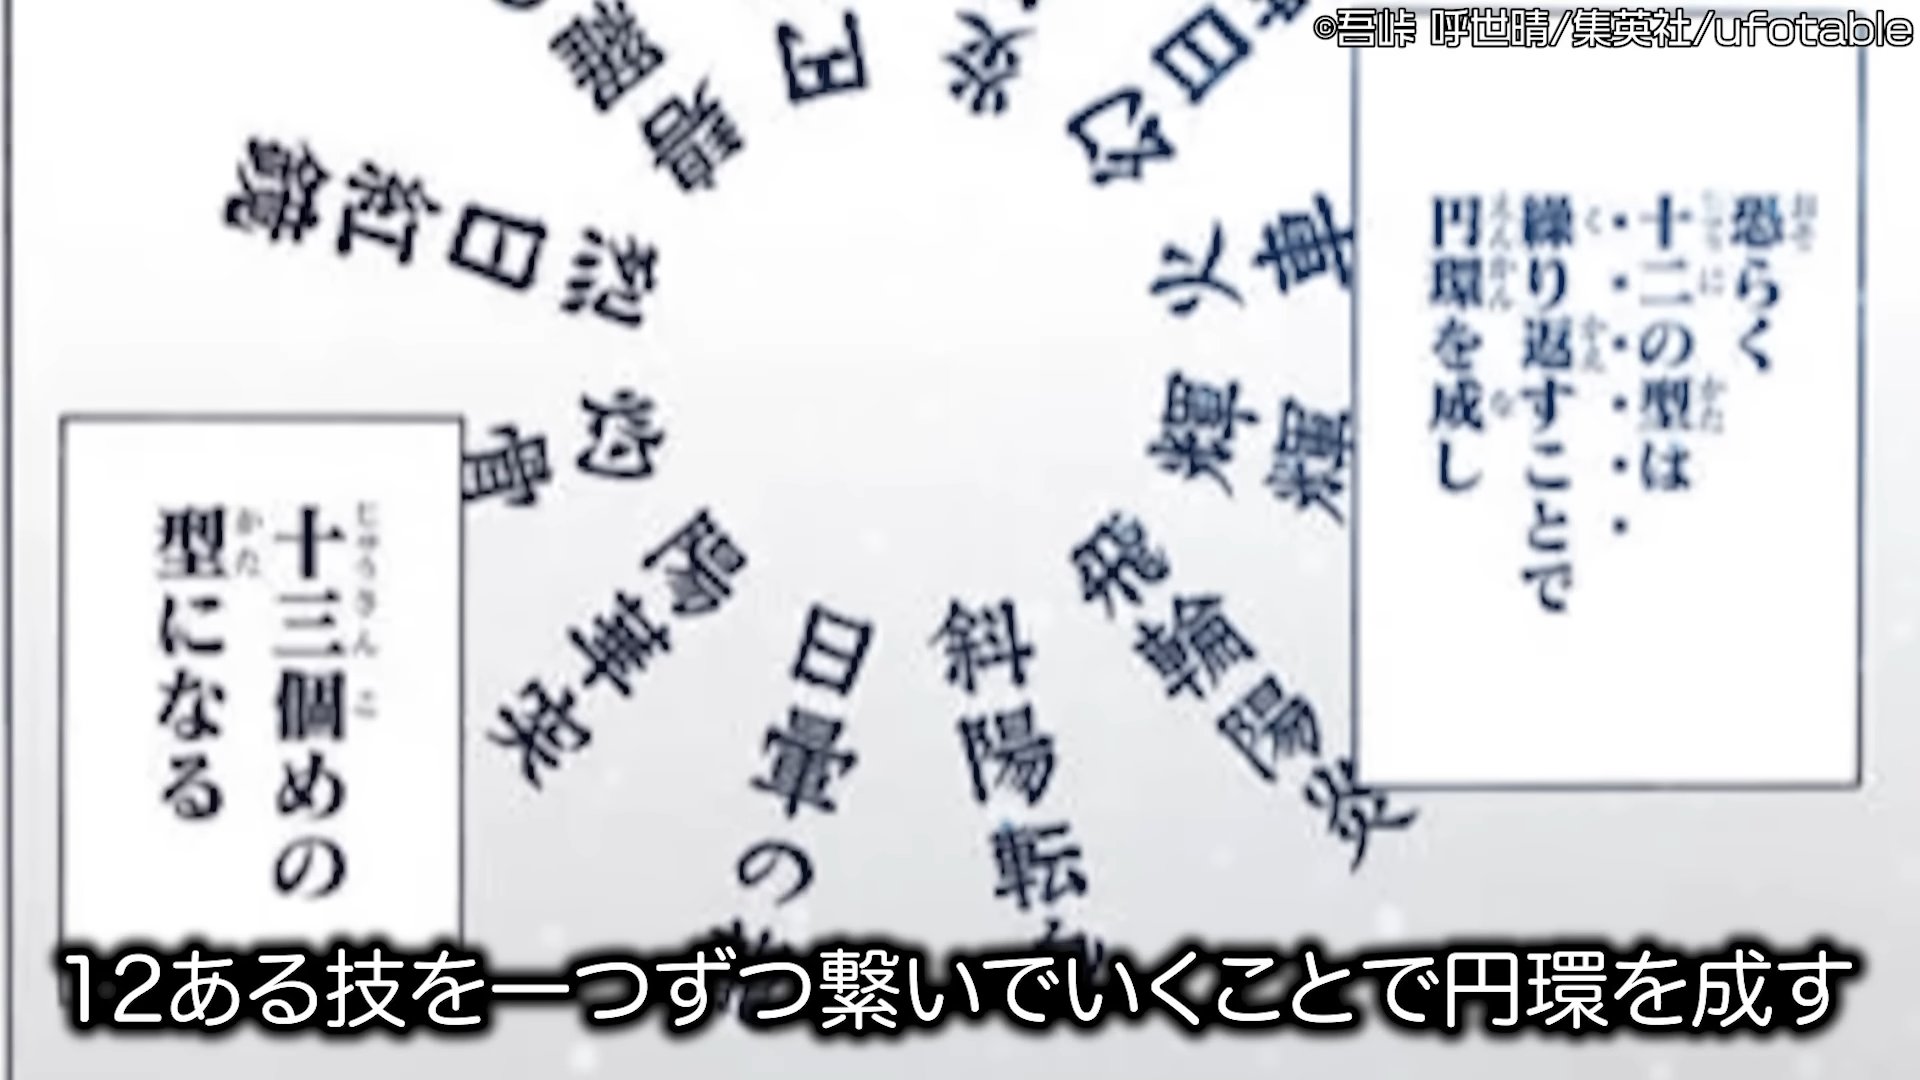 ©吾峠 呼世晴/集英社/ufotable
恐らく
十二の型は
繰り返すことで
円環を成し
円
炎
幻日
火車
輝輝
飛輪陽炎
斜陽転
日暈の
陽華突
灼骨
烈日紅鏡
碧羅
十三個めの
型になる
12ある技を一つずつ繋いでいくことで円環を成す